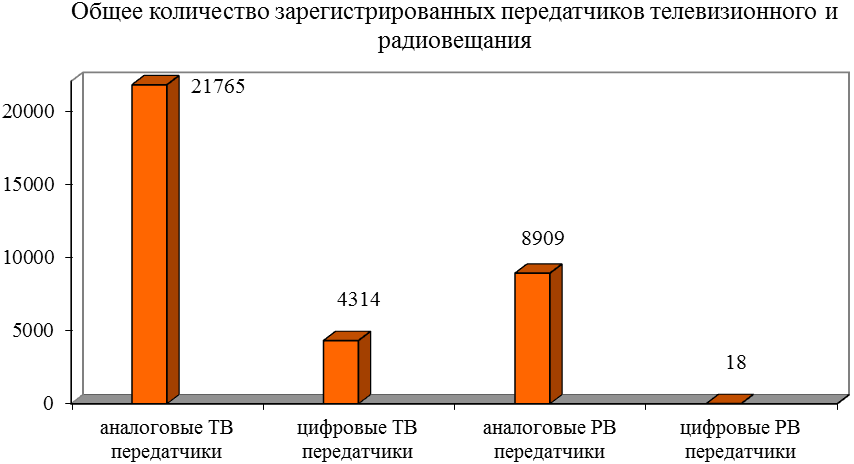 Общее количество зарегистрированных передатчиков телевизионного и
радиовещания
21765
20000
15000
8909
10000
4314
5000
18
0
аналоговые ТВ
передатчики
цифровые ТВ
передатчики
аналоговые РВ
передатчики
цифровые РВ
передатчики